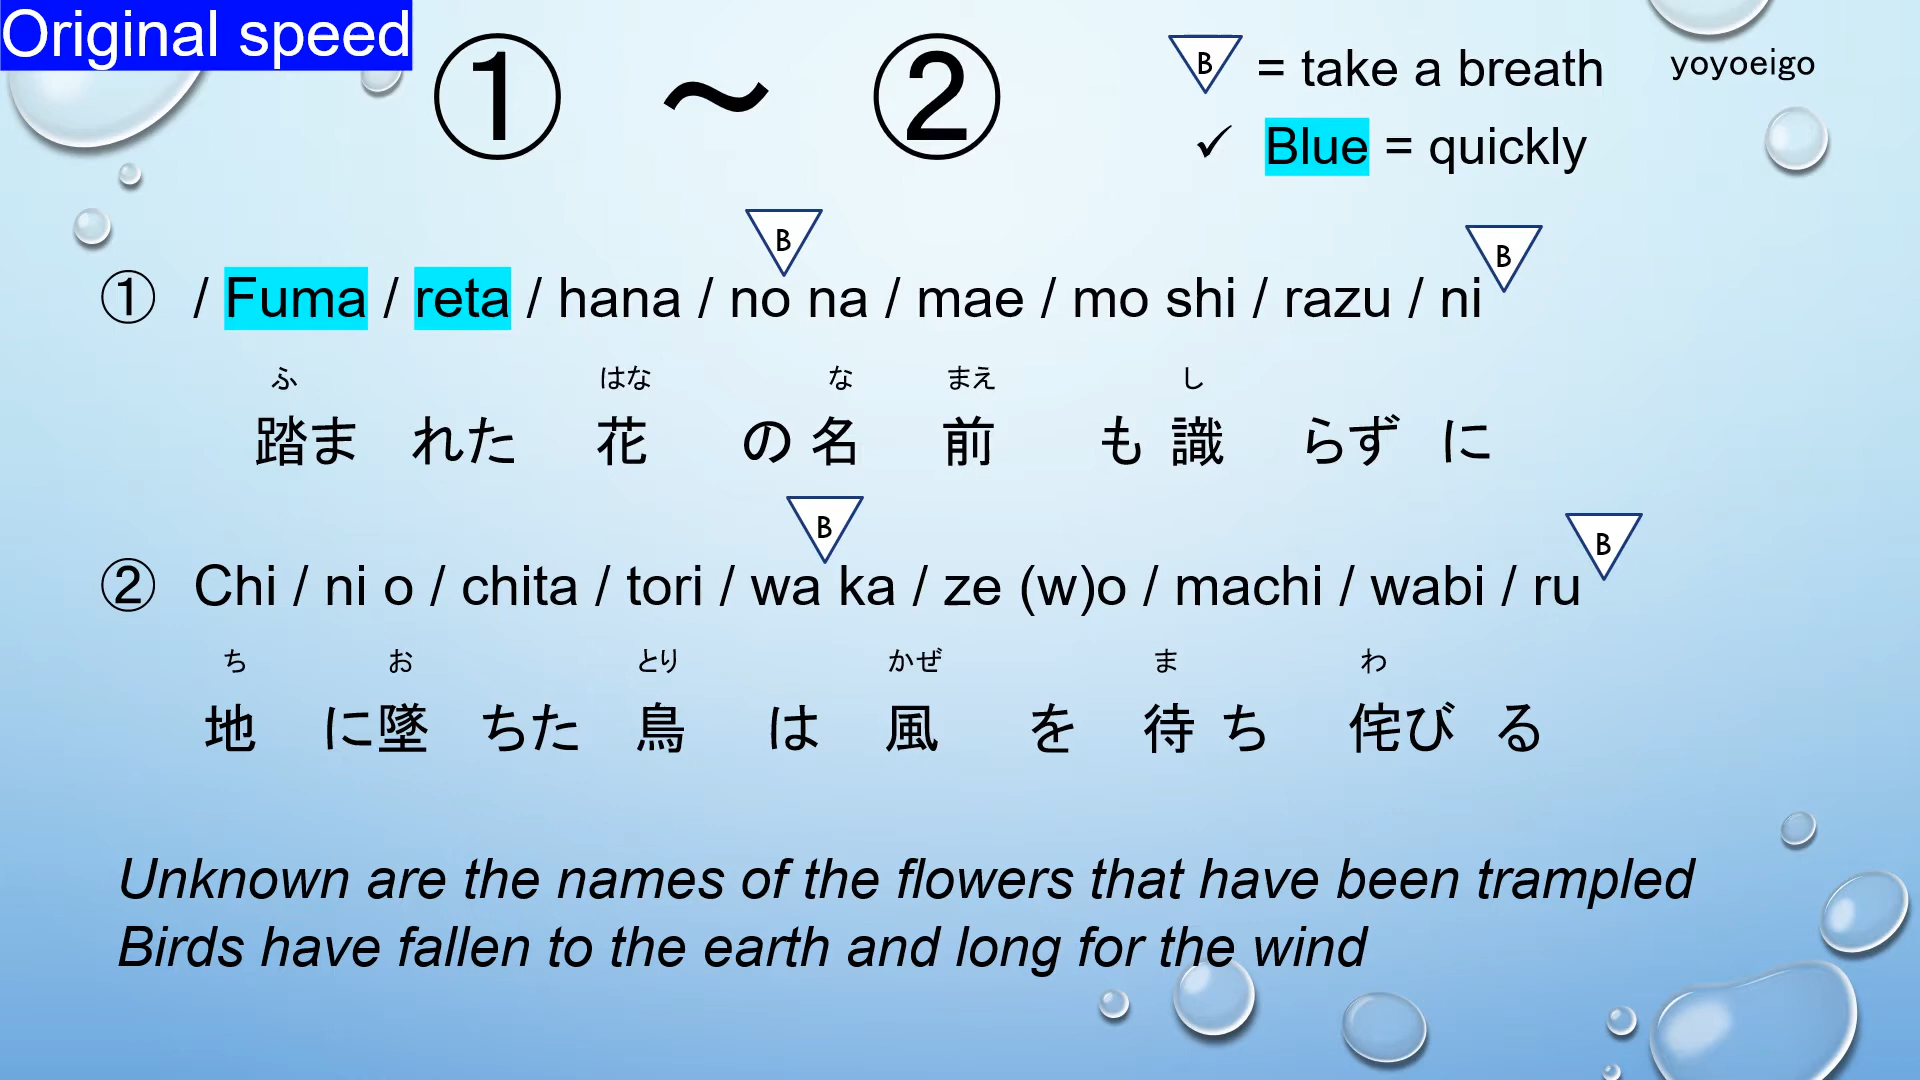 Original speed
① ～ ②
B = take a breath
yoyoeigo
✓ Blue = quickly
B B
① / Fuma / reta / hana / no na / mae / mo shi / razu / ni
ふ はな な まえ し
踏ま れた 花 の 名 前 も 識 らず に
B B
② Chi / ni o / chita / tori / wa ka / ze (w)o / machi / wabi / ru
ち お とり かぜ ま わ
地 に墜 ちた 鳥 は 風 を 待 ち 侘び る
Unknown are the names of the flowers that have been trampled
Birds have fallen to the earth and long for the wind